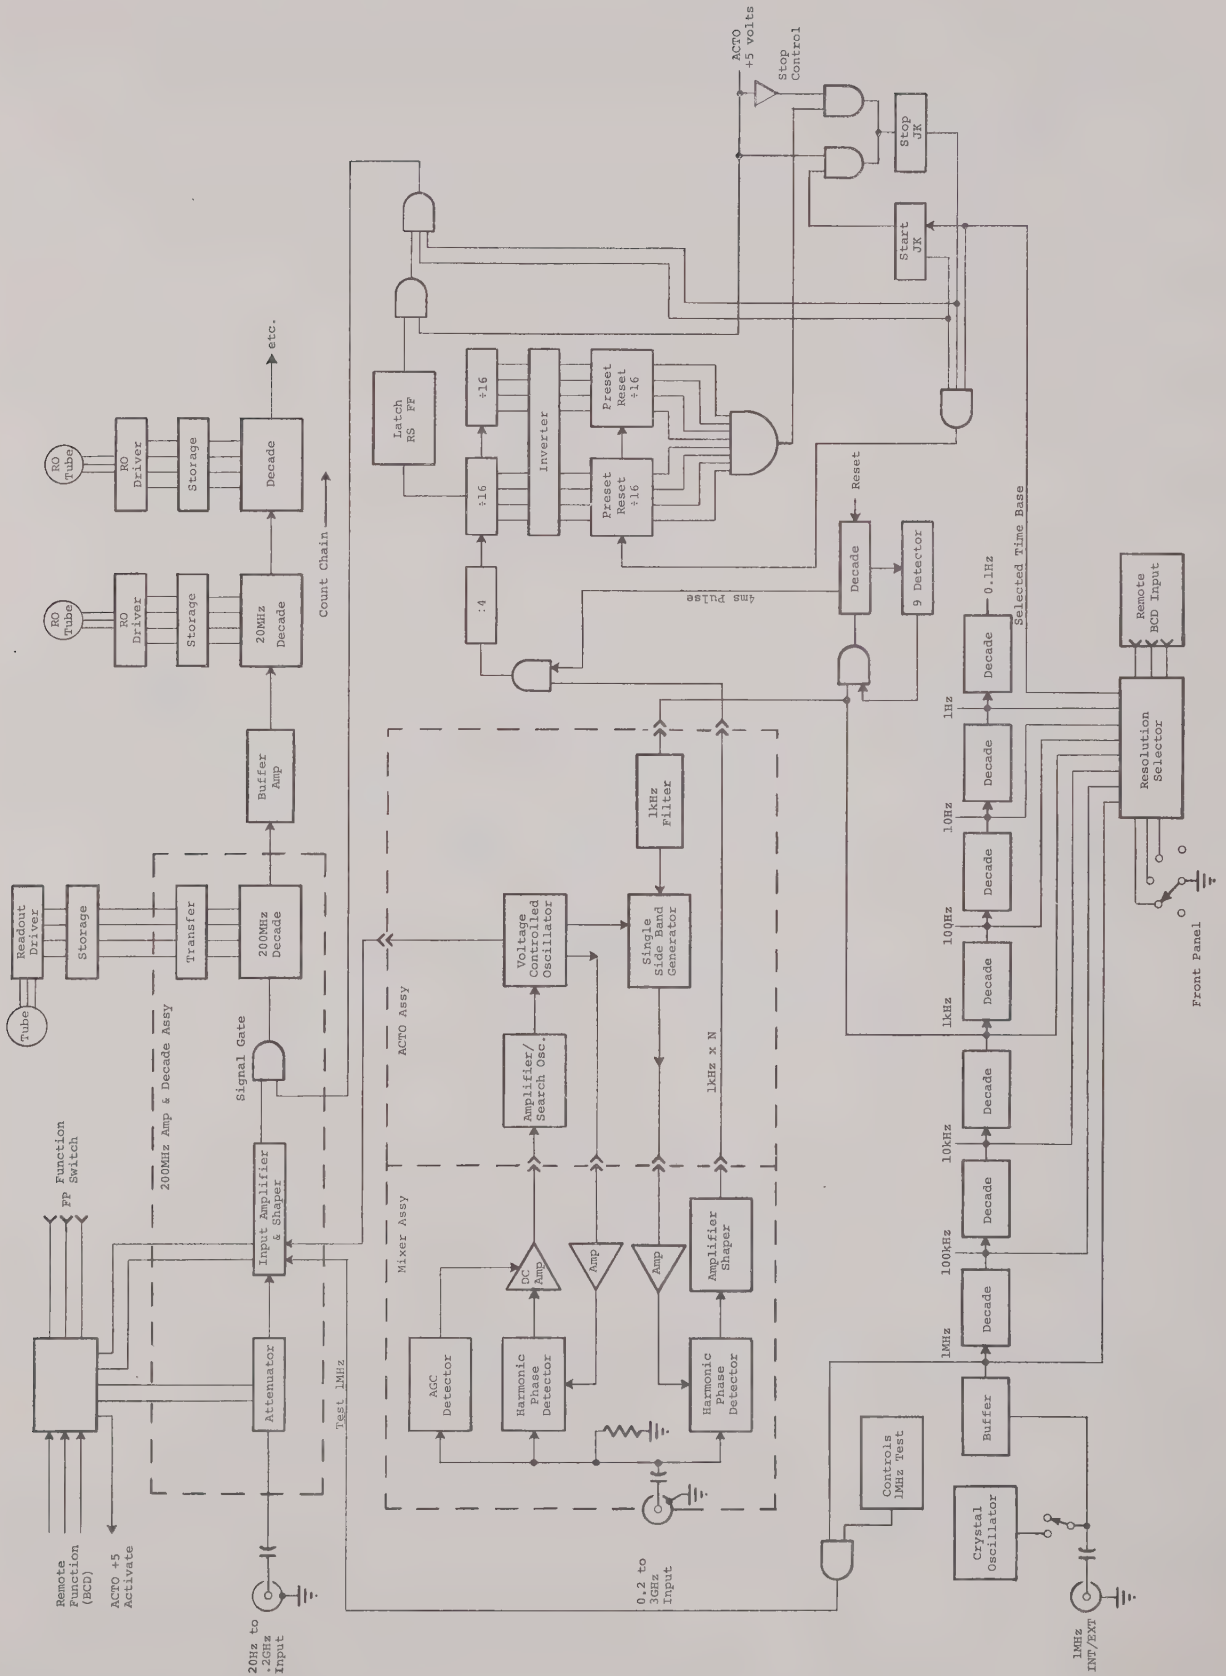 Remote
Function
(BCD)
ACTO +5
Activate
FP Function
Switch
Tube
Readout
Driver
Storage
Transfer
200MHz
Decade
200MHz Amp & Decade Assy
Signal Gate
Input Amplifier
& Shaper
Attenuator
20Hz to
.2GHz
Input
Test 1MHz
Buffer
Amp
RO
Tube
RO
Driver
Storage
20MHz
Decade
RO
Tube
RO
Driver
Storage
Decade
etc.
Count Chain
Mixer Assy
ACTO Assy
AGC
Detector
DC
Amp
Harmonic
Phase
Detector
Amp
Amp
Amplifier
Shaper
Harmonic
Phase
Detector
0.2 to
3GHz
Input
Amplifier/
Search Osc.
Voltage
Controled
Oscillator
Single
Side Band
Generator
1kHz
Filter
1kHz x N
Latch
RS FF
:4
÷16
÷16
Inverter
Preset
Reset
÷16
Preset
Reset
÷16
4ms Pulse
Decade
Reset
9 Detector
ACTO
+5 volts
Stop
Control
Start
JK
Stop
JK
Controls
1MHz Test
Crystal
Oscillator
1MHz
INT/EXT
Buffer
1MHz
Decade
100kHz
Decade
10kHz
Decade
1kHz
Decade
100Hz
Decade
10Hz
Decade
1Hz
Decade
0.1Hz
Selected Time Base
Front Panel
Resolution
Selector
Remote
BCD Input